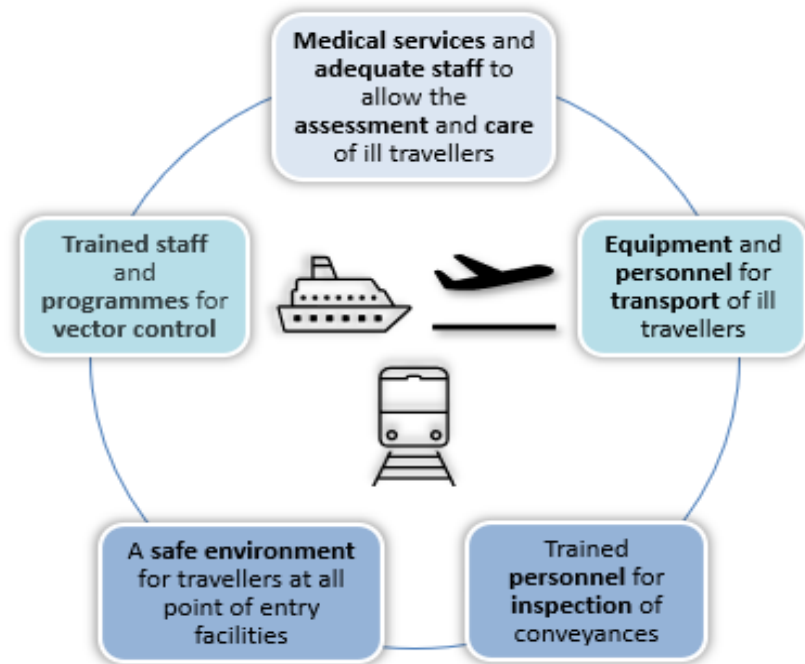 Medical services and
adequate staff to
allow the
assessment and care
of ill travellers
Trained staff
and
programmes for
vector control
Equipment and
personnel for
transport of ill
travellers
A safe environment
for travellers at all
point of entry
facilities
Trained
personnel for
inspection of
conveyances